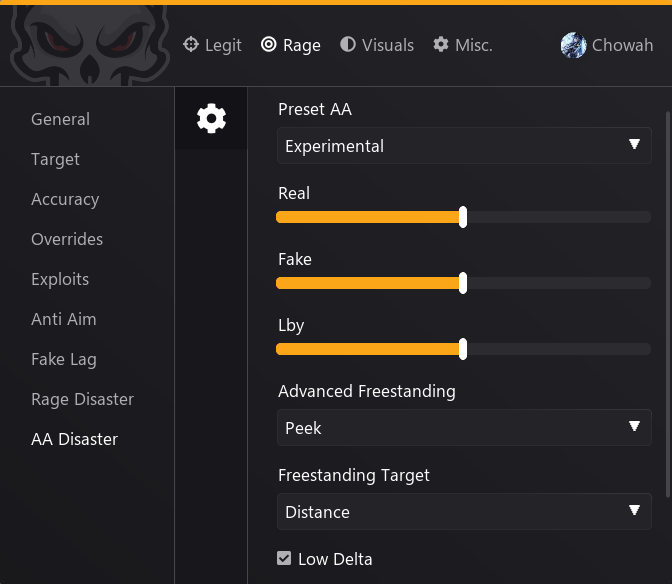 Legit Rage Visuals Misc. Chowah
General
Target
Accuracy
Overrides
Exploits
Anti Aim
Fake Lag
Rage Disaster
AA Disaster
Preset AA
Experimental
Real
Fake
Lby
Advanced Freestanding
Peek
Freestanding Target
Distance
Low Delta